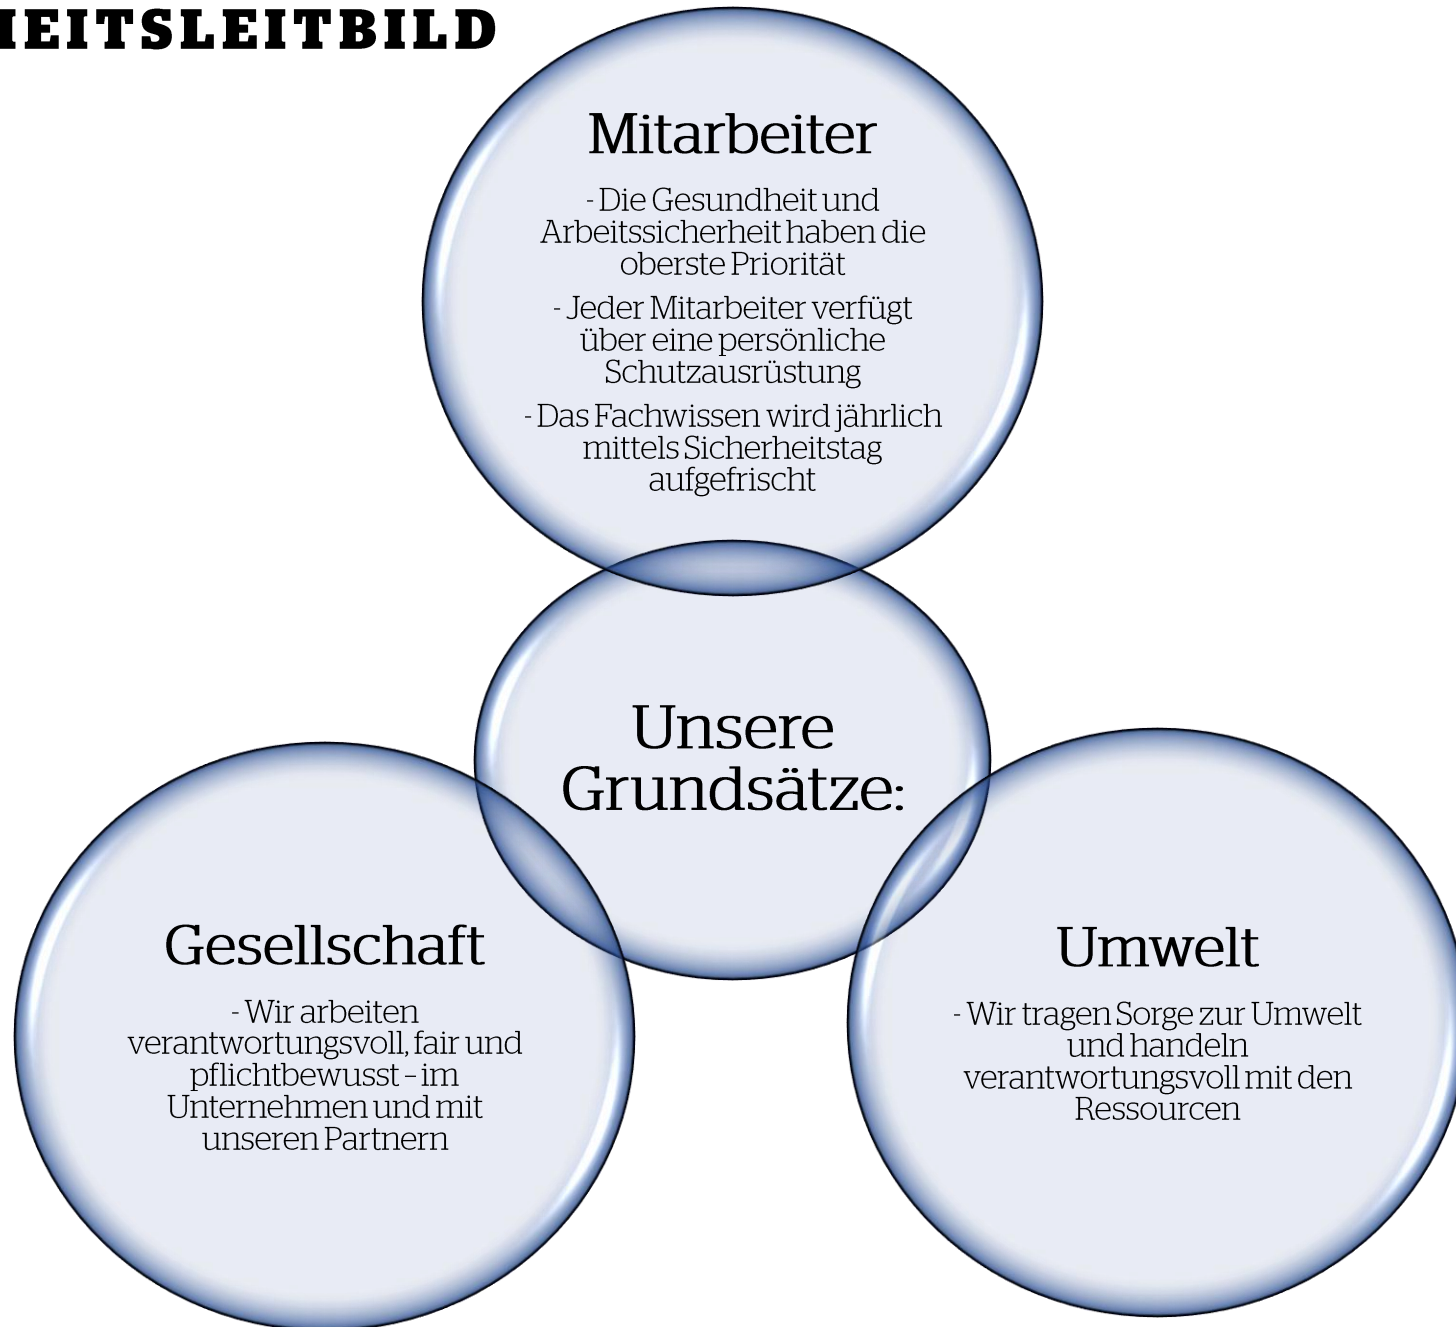 HEITSLEITBILD
Mitarbeiter
- Die Gesundheit und
Arbeitssicherheit haben die
oberste Priorität
- Jeder Mitarbeiter verfügt
über eine persönliche
Schutzausrüstung
- Das Fachwissen wird jährlich
mittels Sicherheitstag
aufgefrischt
Unsere
Grundsätze:
Gesellschaft
- Wir arbeiten
verantwortungsvoll, fair und
pflichtbewusst – im
Unternehmen und mit
unseren Partnern
Umwelt
- Wir tragen Sorge zur Umwelt
und handeln
verantwortungsvoll mit den
Ressourcen